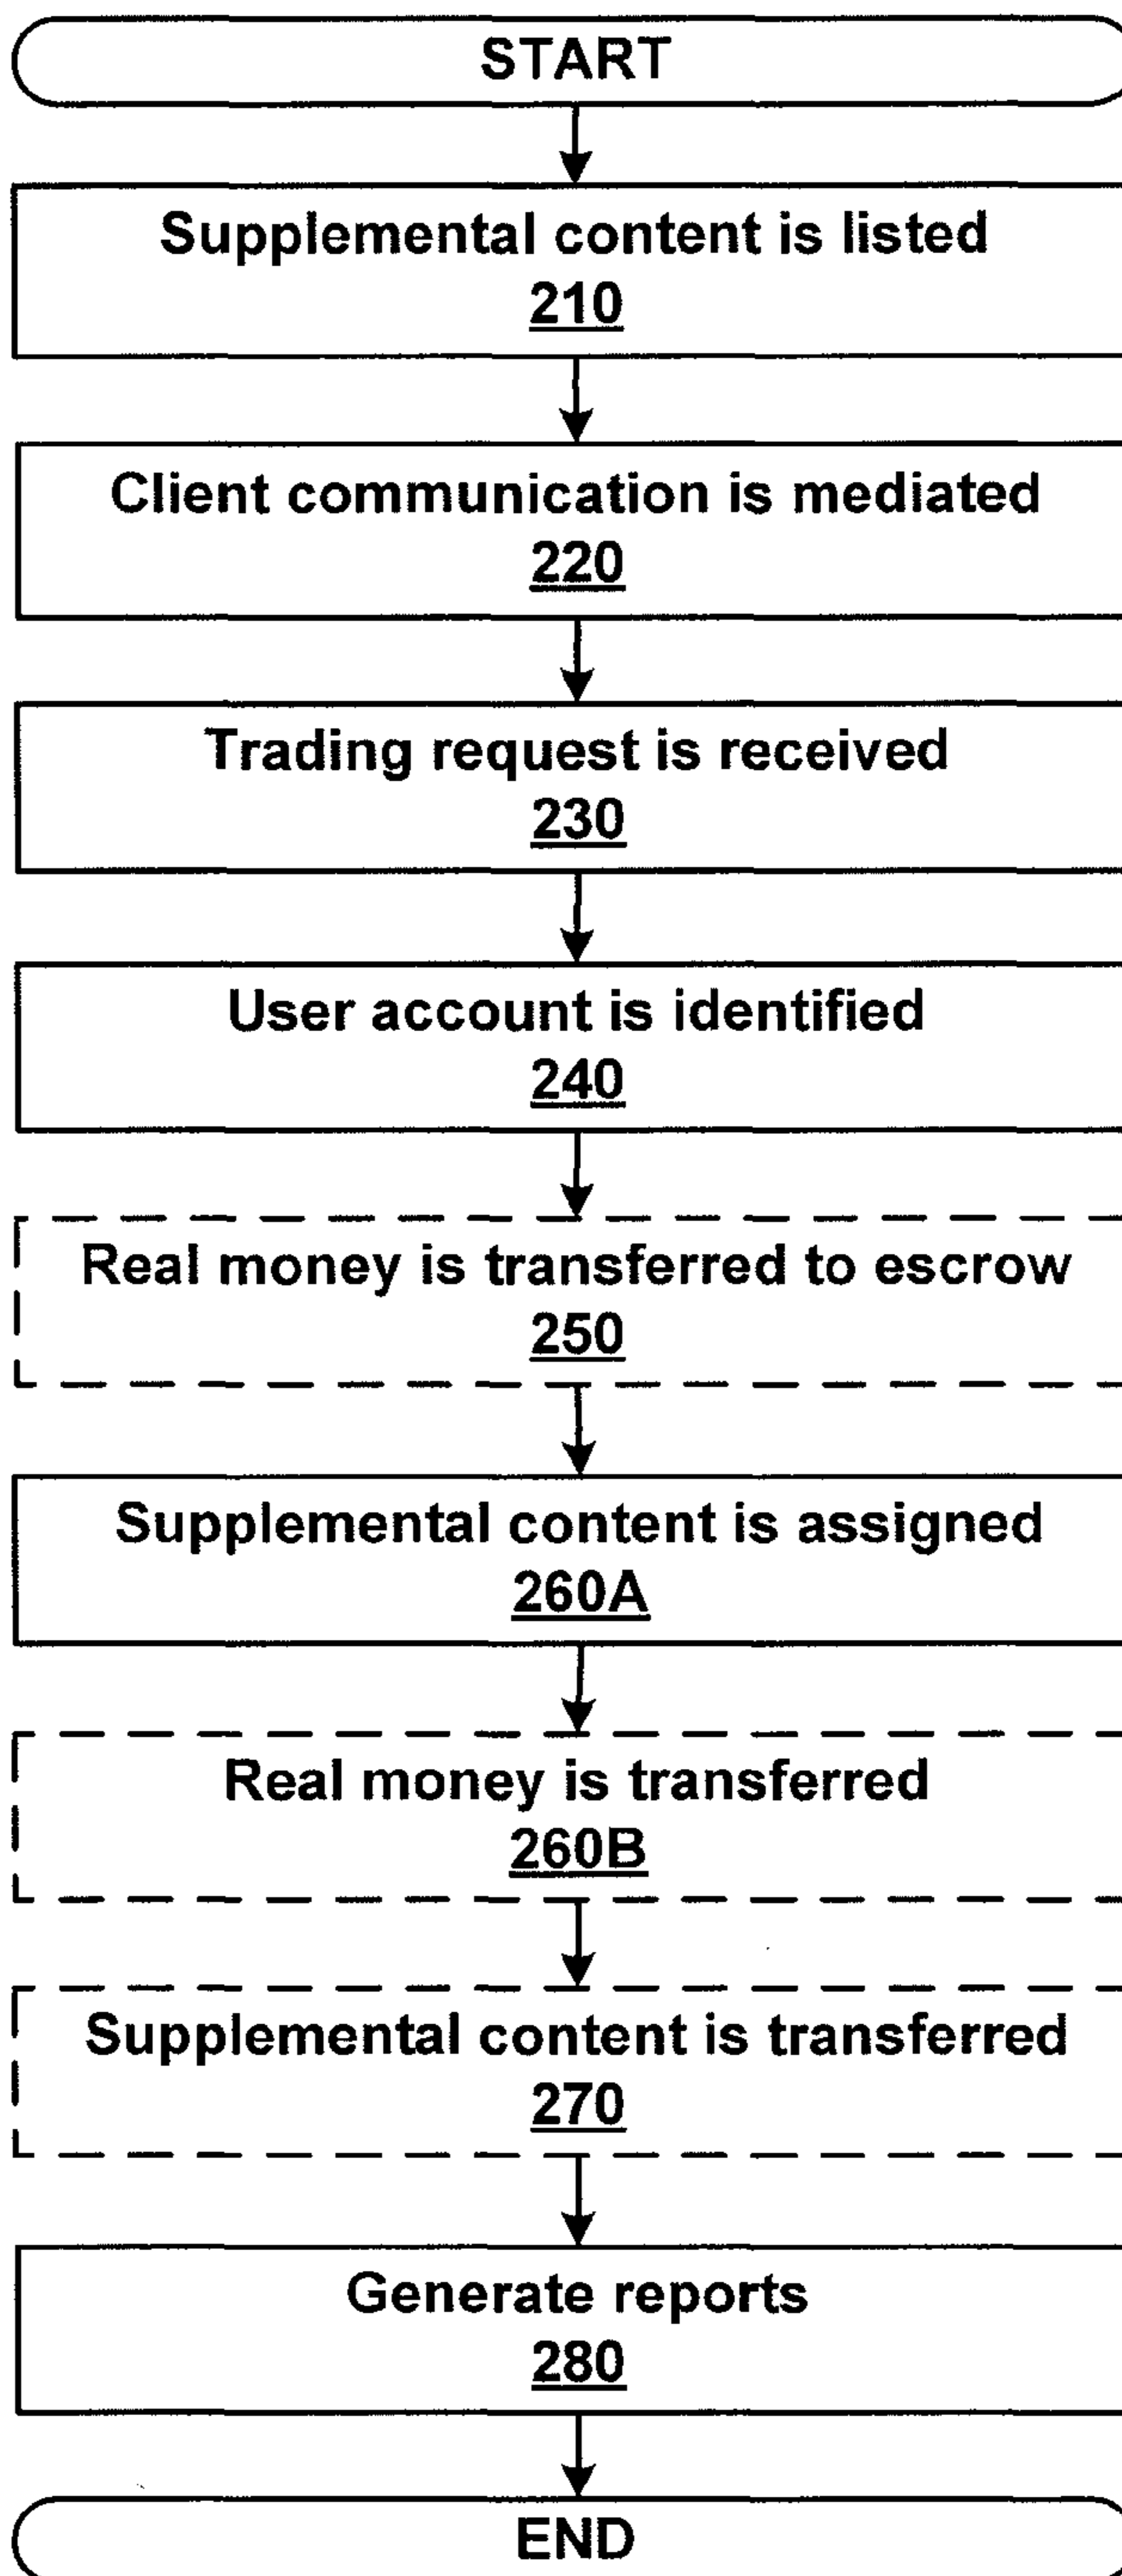 START
Supplemental content is listed
210
Client communication is mediated
220
Trading request is received
230
User account is identified
240
Real money is transferred to escrow
250
Supplemental content is assigned
260A
Real money is transferred
260B
Supplemental content is transferred
270
Generate reports
280
END